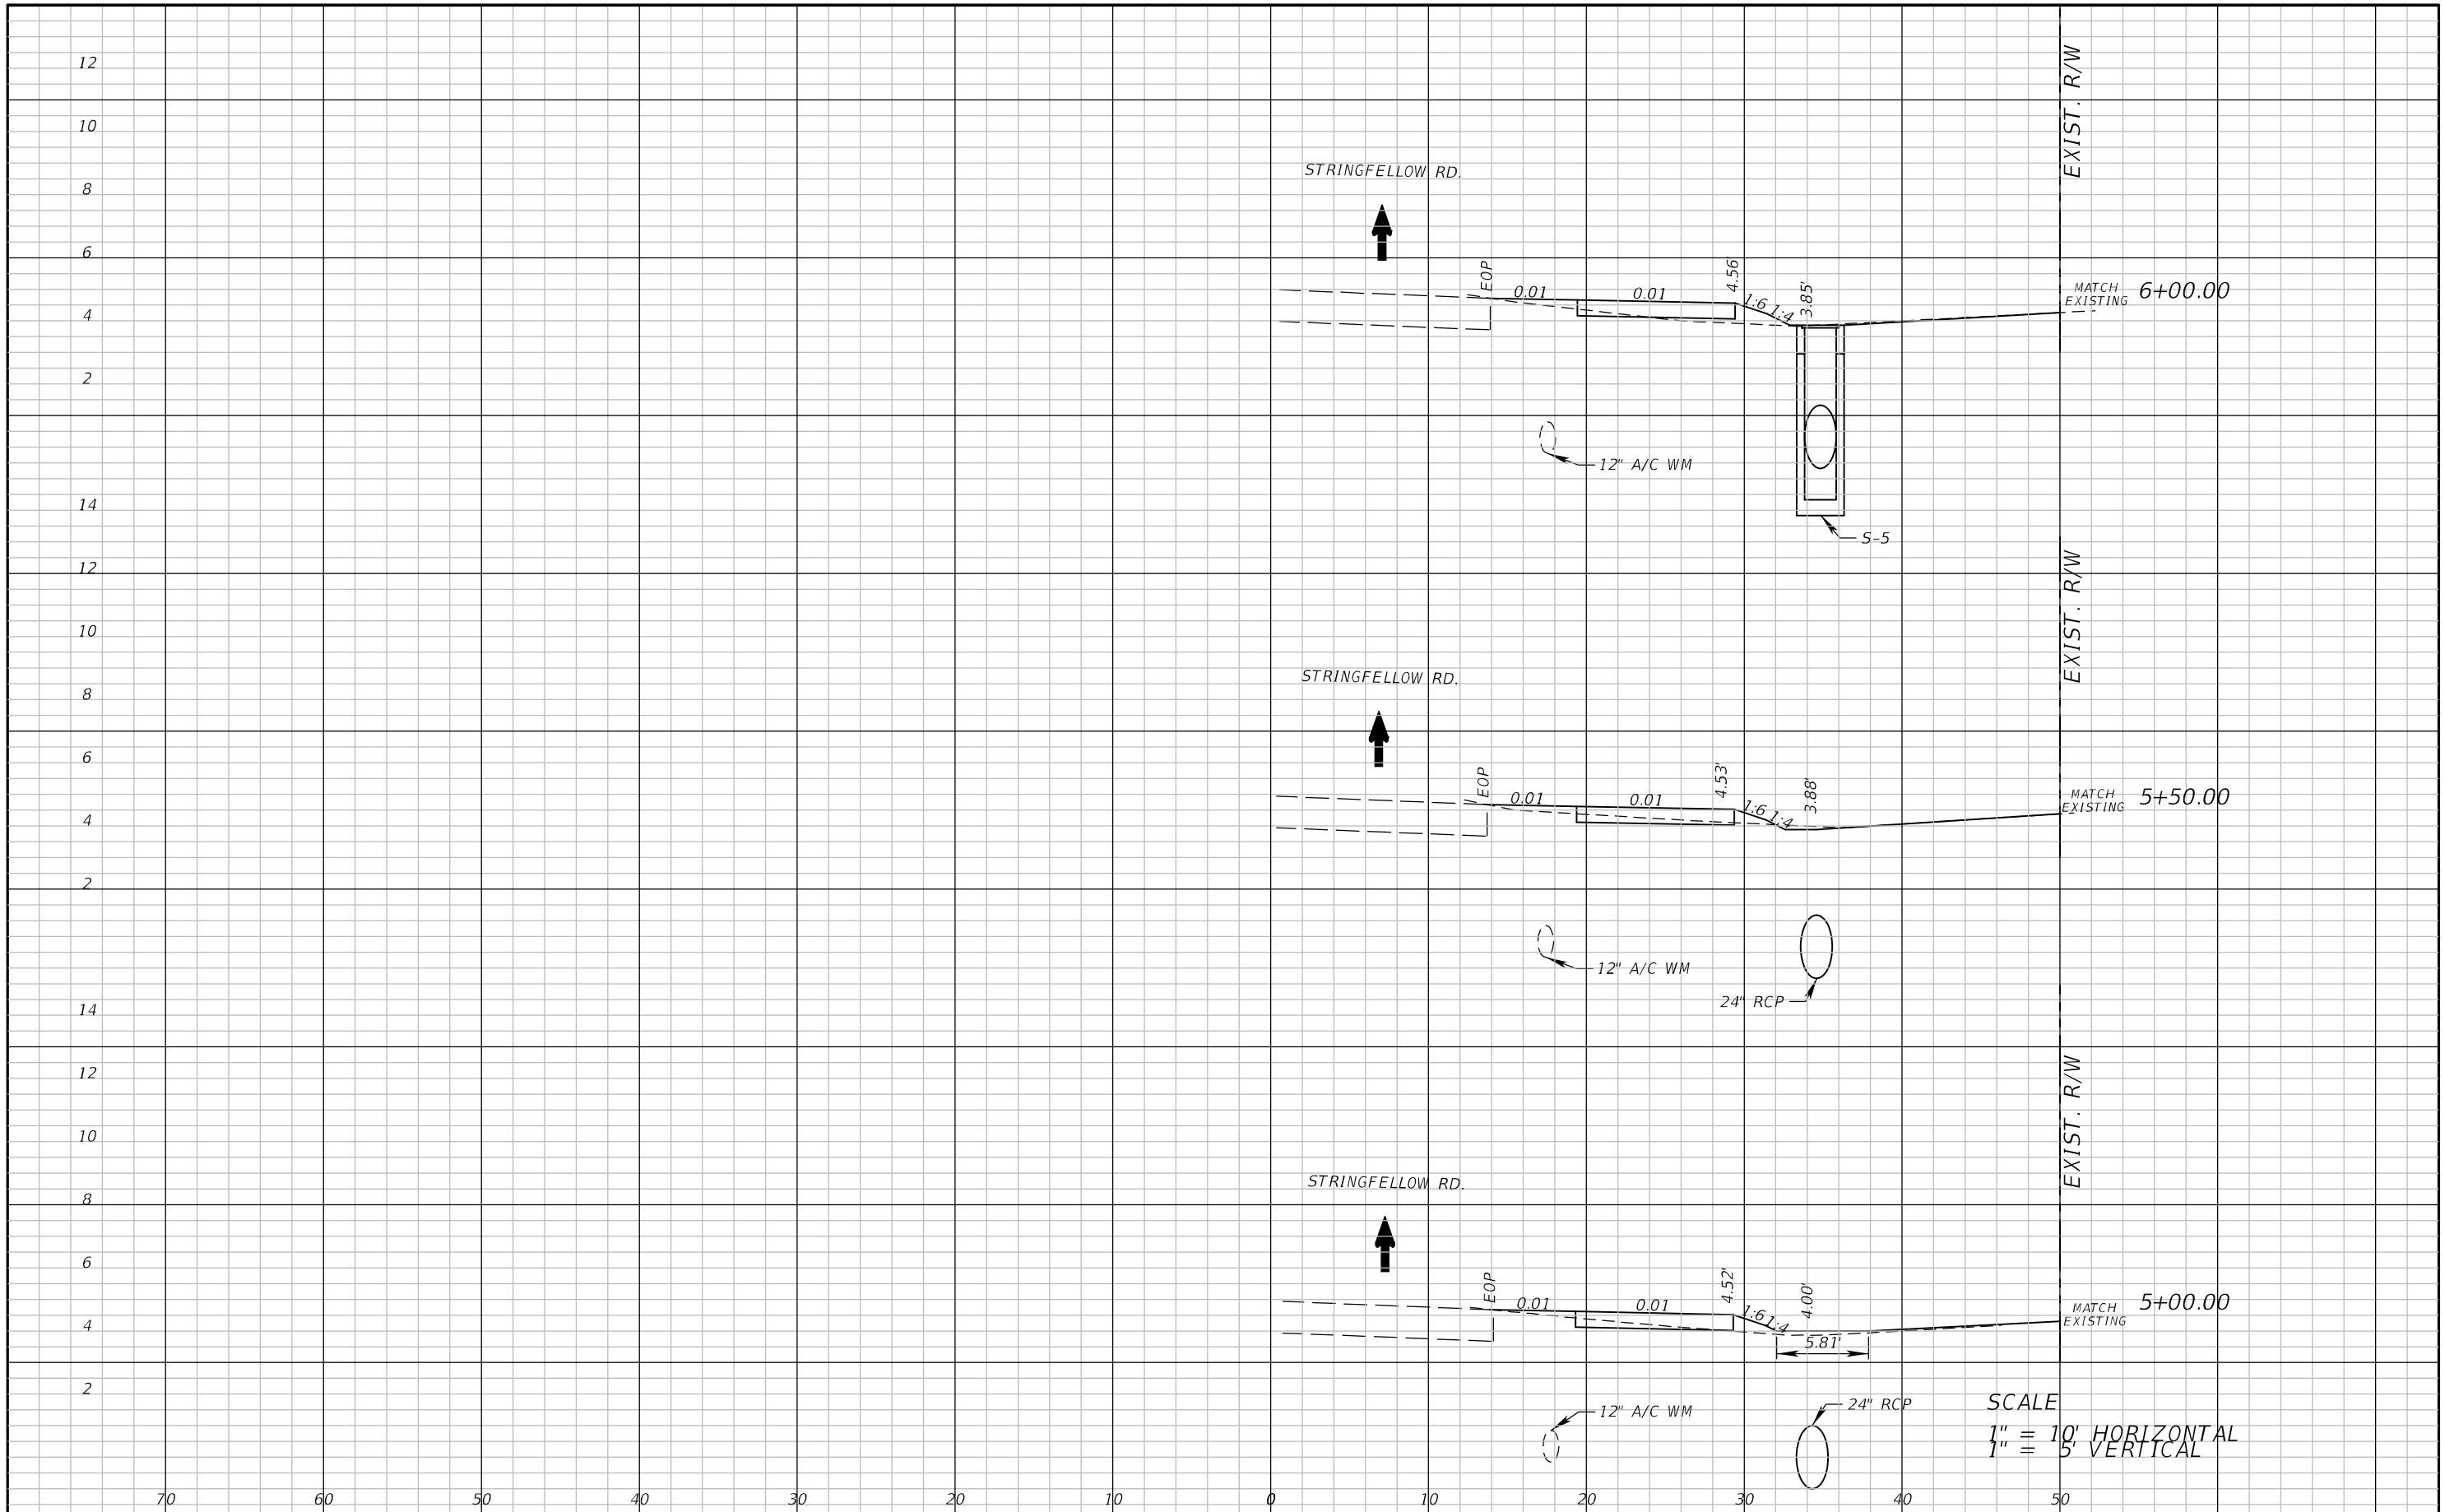 12
10
8
6
4
2
STRINGFELLOW RD.
EXIST. R/W
EOP
0.01
0.01
4.56'
1:6
1:4
3.85'
MATCH
EXISTING
6+00.00
12" A/C WM
S-5
14
12
10
8
6
4
2
STRINGFELLOW RD.
EXIST. R/W
EOP
0.01
0.01
4.53'
1:6
1:4
3.88'
MATCH
EXISTING
5+50.00
12" A/C WM
24" RCP
14
12
10
8
6
4
2
STRINGFELLOW RD.
EXIST. R/W
EOP
0.01
0.01
4.52'
1:6
1:4
4.00'
5.81'
MATCH
EXISTING
5+00.00
12" A/C WM
24" RCP
SCALE
1" = 10' HORIZONTAL
1" = 5' VERTICAL
70 60 50 40 30 20 10 0 10 20 30 40 50